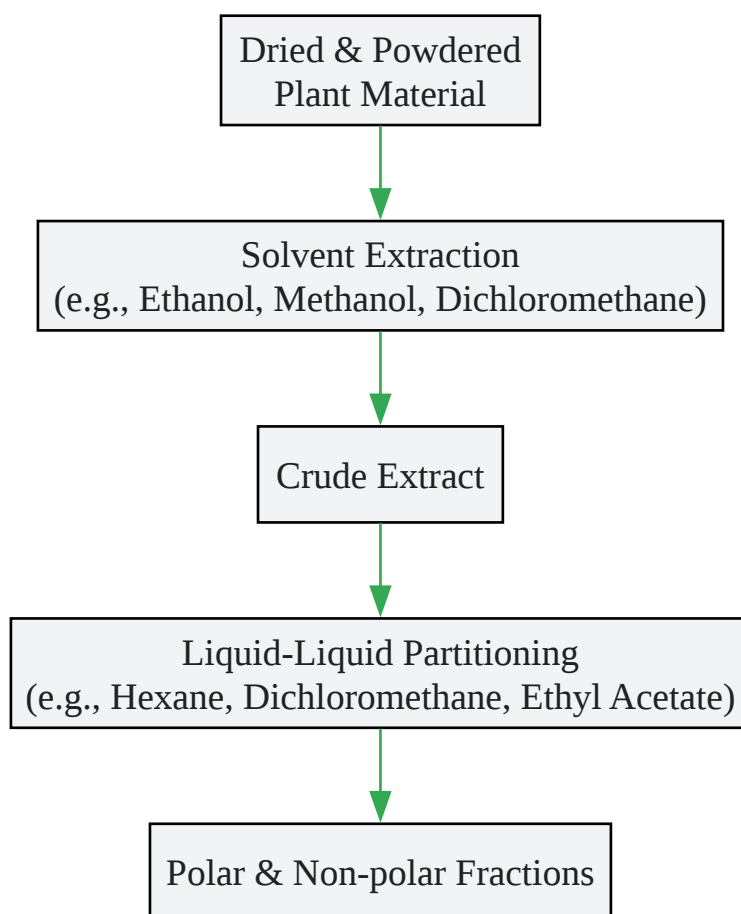 Dried & Powdered
Plant Material
Solvent Extraction
(e.g., Ethanol, Methanol, Dichloromethane)
Crude Extract
Liquid-Liquid Partitioning
(e.g., Hexane, Dichloromethane, Ethyl Acetate)
Polar & Non-polar Fractions